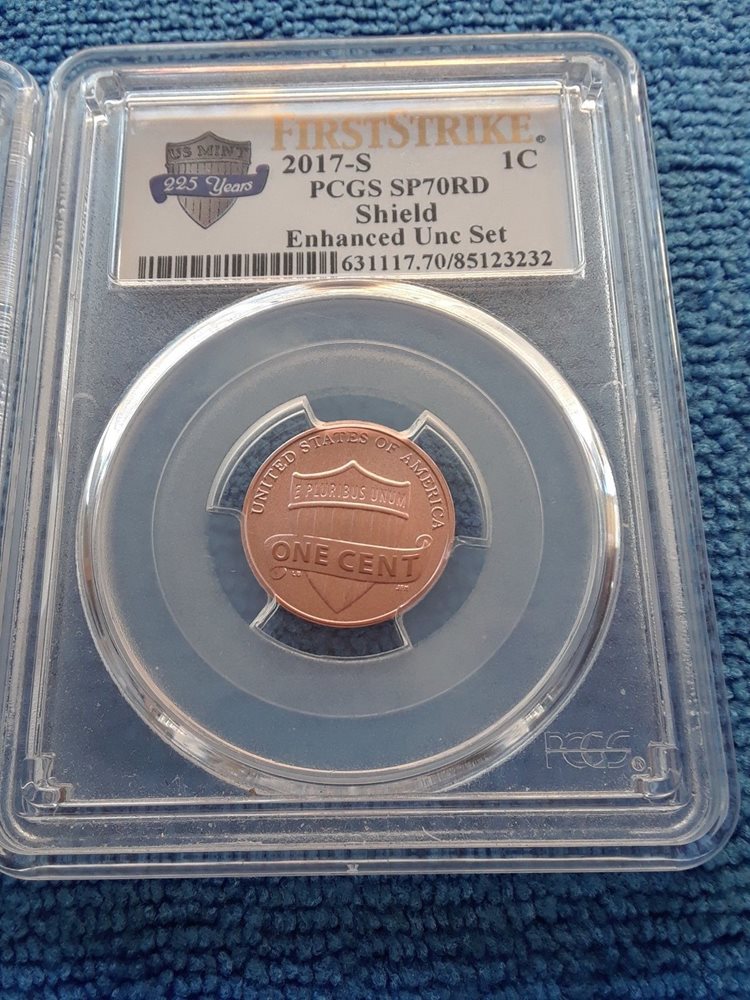 FIRSTSTRIKE®
US MINT
225 Years
2017-S 1C
PCGS SP70RD
Shield
Enhanced Unc Set
631117.70/85123232
UNITED STATES OF AMERICA
E PLURIBUS UNUM
ONE CENT
PCGS®